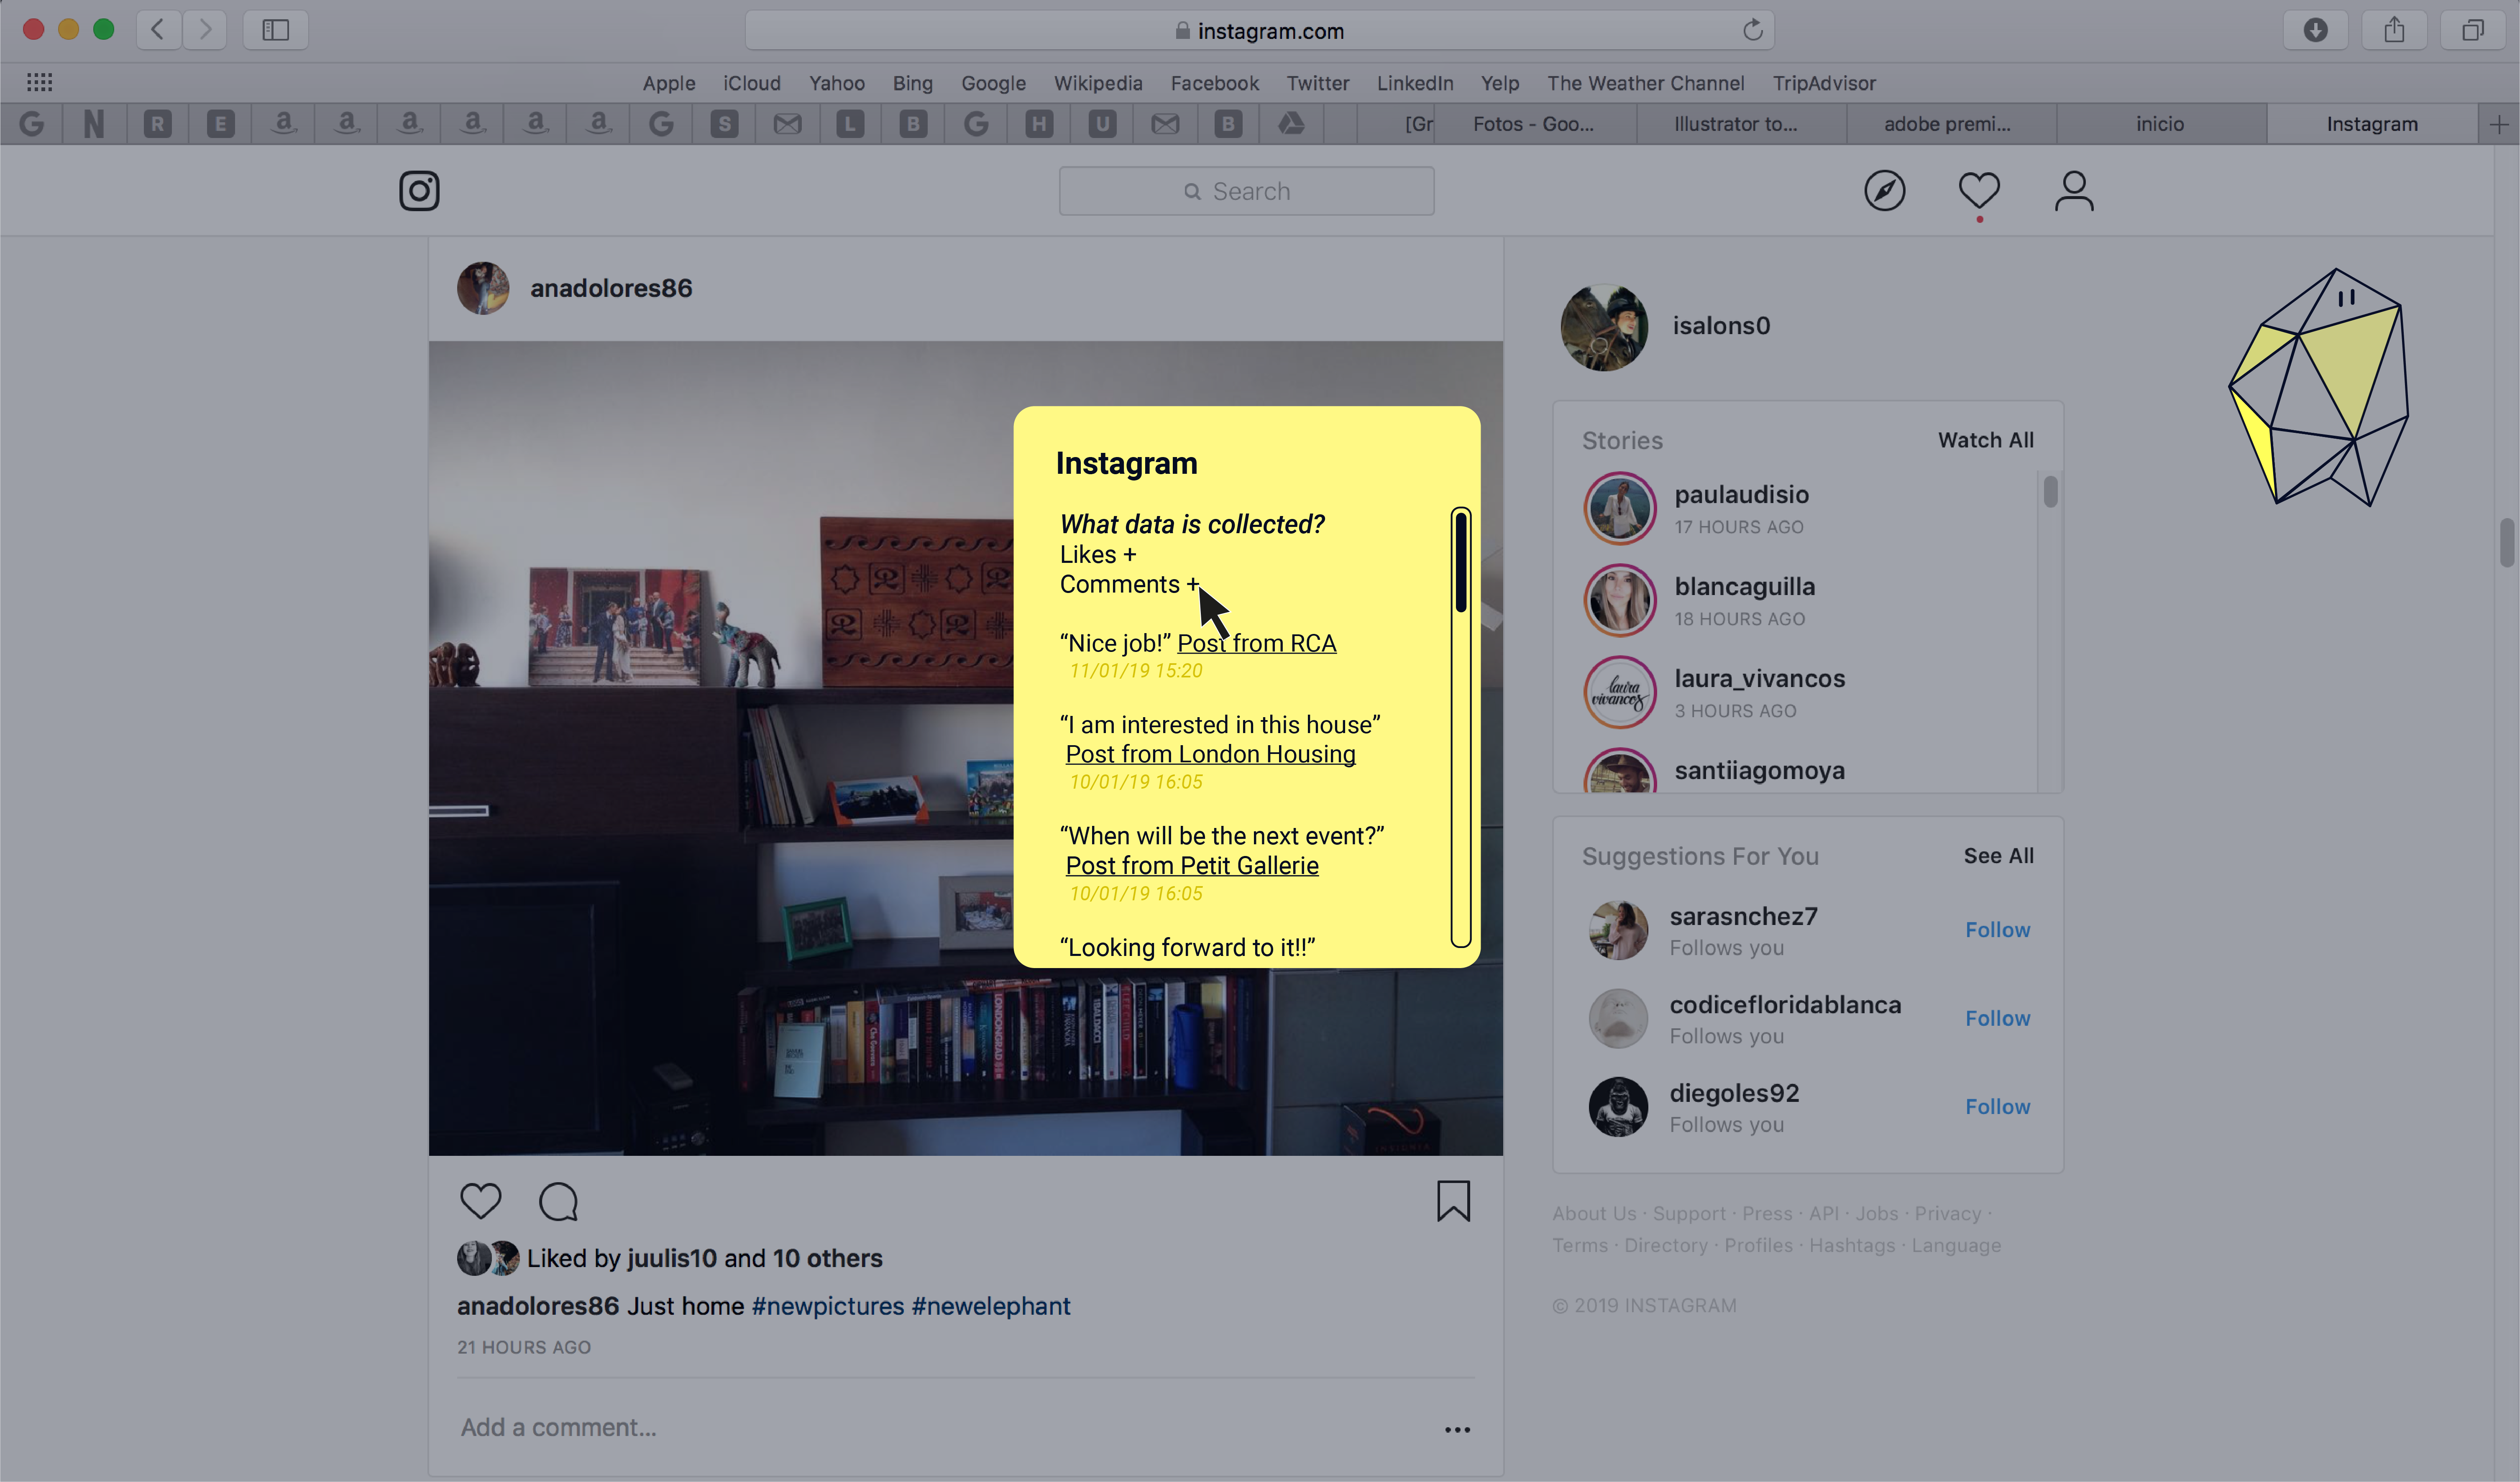 instagram.com
Apple iCloud Yahoo Bing Google Wikipedia Facebook Twitter LinkedIn Yelp The Weather Channel TripAdvisor
G N R E a a a a a a G S L B G H U B [Gr Fotos - Goo... Illustrator to... adobe premi... inicio Instagram
Search
anadolores86
isalons0
Instagram
What data is collected?
Likes +
Comments +
“Nice job!” Post from RCA
11/01/19 15:20
“I am interested in this house”
Post from London Housing
10/01/19 16:05
“When will be the next event?”
Post from Petit Gallerie
10/01/19 16:05
“Looking forward to it!!”
Stories Watch All
paulaudisio
17 HOURS AGO
blancaguilla
18 HOURS AGO
laura vivancos
laura_vivancos
3 HOURS AGO
santiiagomoya
Suggestions For You See All
sarasnchez7
Follows you
Follow
codicefloridablanca
Follows you
Follow
diegoles92
Follows you
Follow
About Us · Support · Press · API · Jobs · Privacy ·
Terms · Directory · Profiles · Hashtags · Language
© 2019 INSTAGRAM
Liked by juulis10 and 10 others
anadolores86 Just home #newpictures #newelephant
21 HOURS AGO
Add a comment...